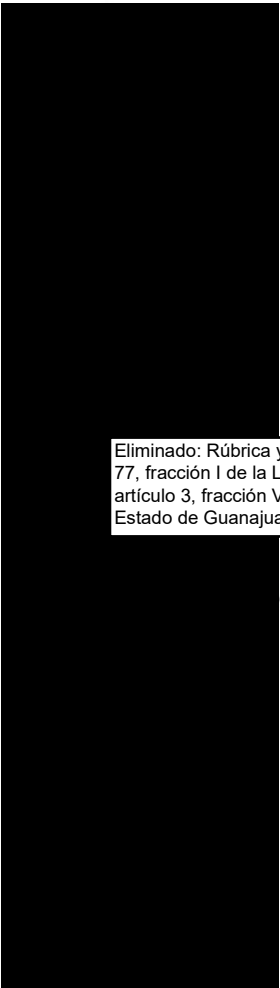 Eliminado: Rúbrica y
77, fracción I de la L
artículo 3, fracción V
Estado de Guanajua